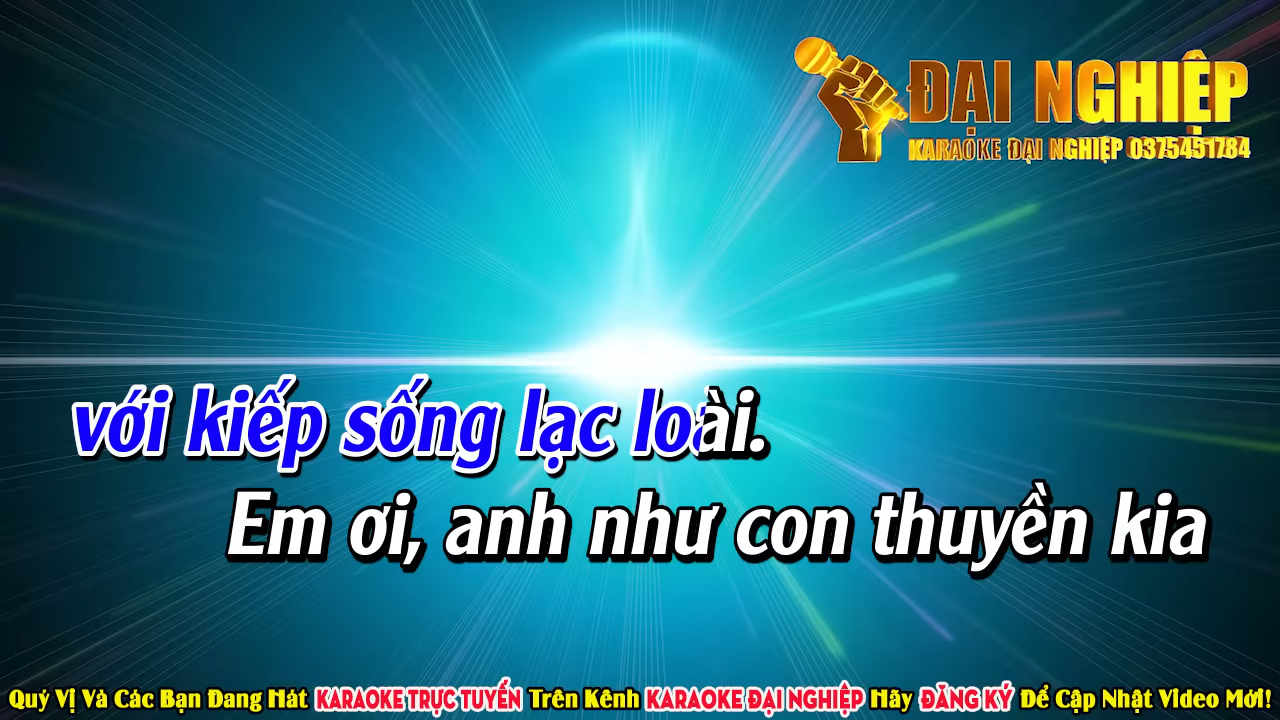 ĐẠI NGHIỆP
KARAOKE ĐẠI NGHIỆP 0375451784
với kiếp sống lạc loài.
Em ơi, anh như con thuyền kia
Quý Vị Và Các Bạn Đang Hát KARAOKE TRỰC TUYẾN Trên Kênh KARAOKE ĐẠI NGHIỆP Hãy ĐĂNG KÝ Để Cập Nhật Video Mới!